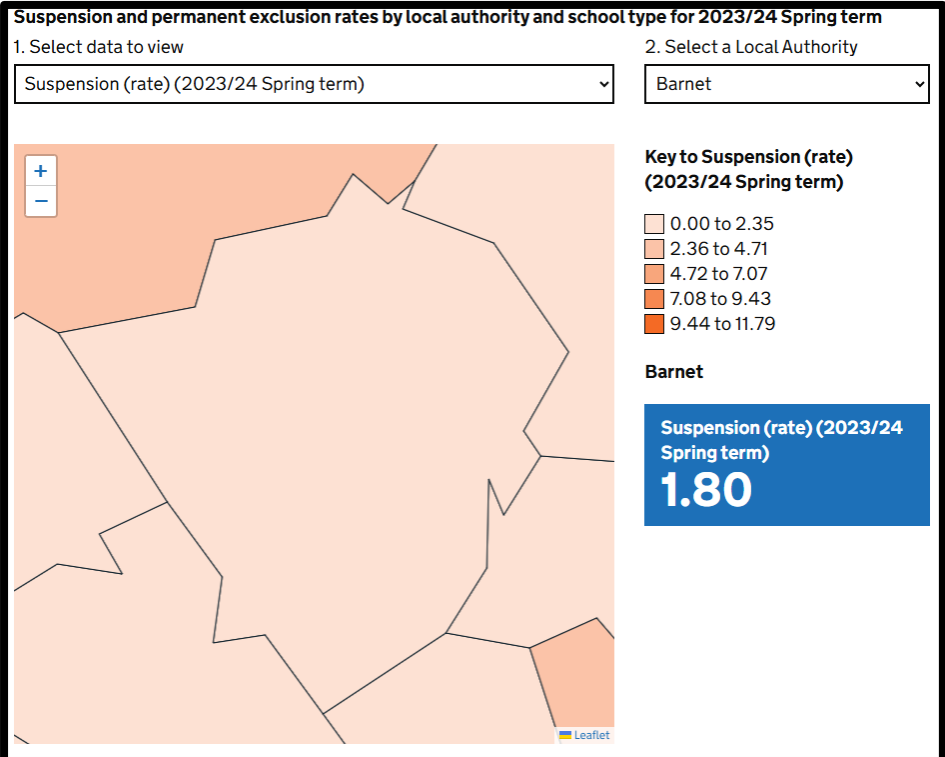 Suspension and permanent exclusion rates by local authority and school type for 2023/24 Spring term
1. Select data to view
Suspension (rate) (2023/24 Spring term)
2. Select a Local Authority
Barnet
+
−
Key to Suspension (rate)
(2023/24 Spring term)
0.00 to 2.35
2.36 to 4.71
4.72 to 7.07
7.08 to 9.43
9.44 to 11.79
Barnet
Suspension (rate) (2023/24
Spring term)
1.80
Leaflet